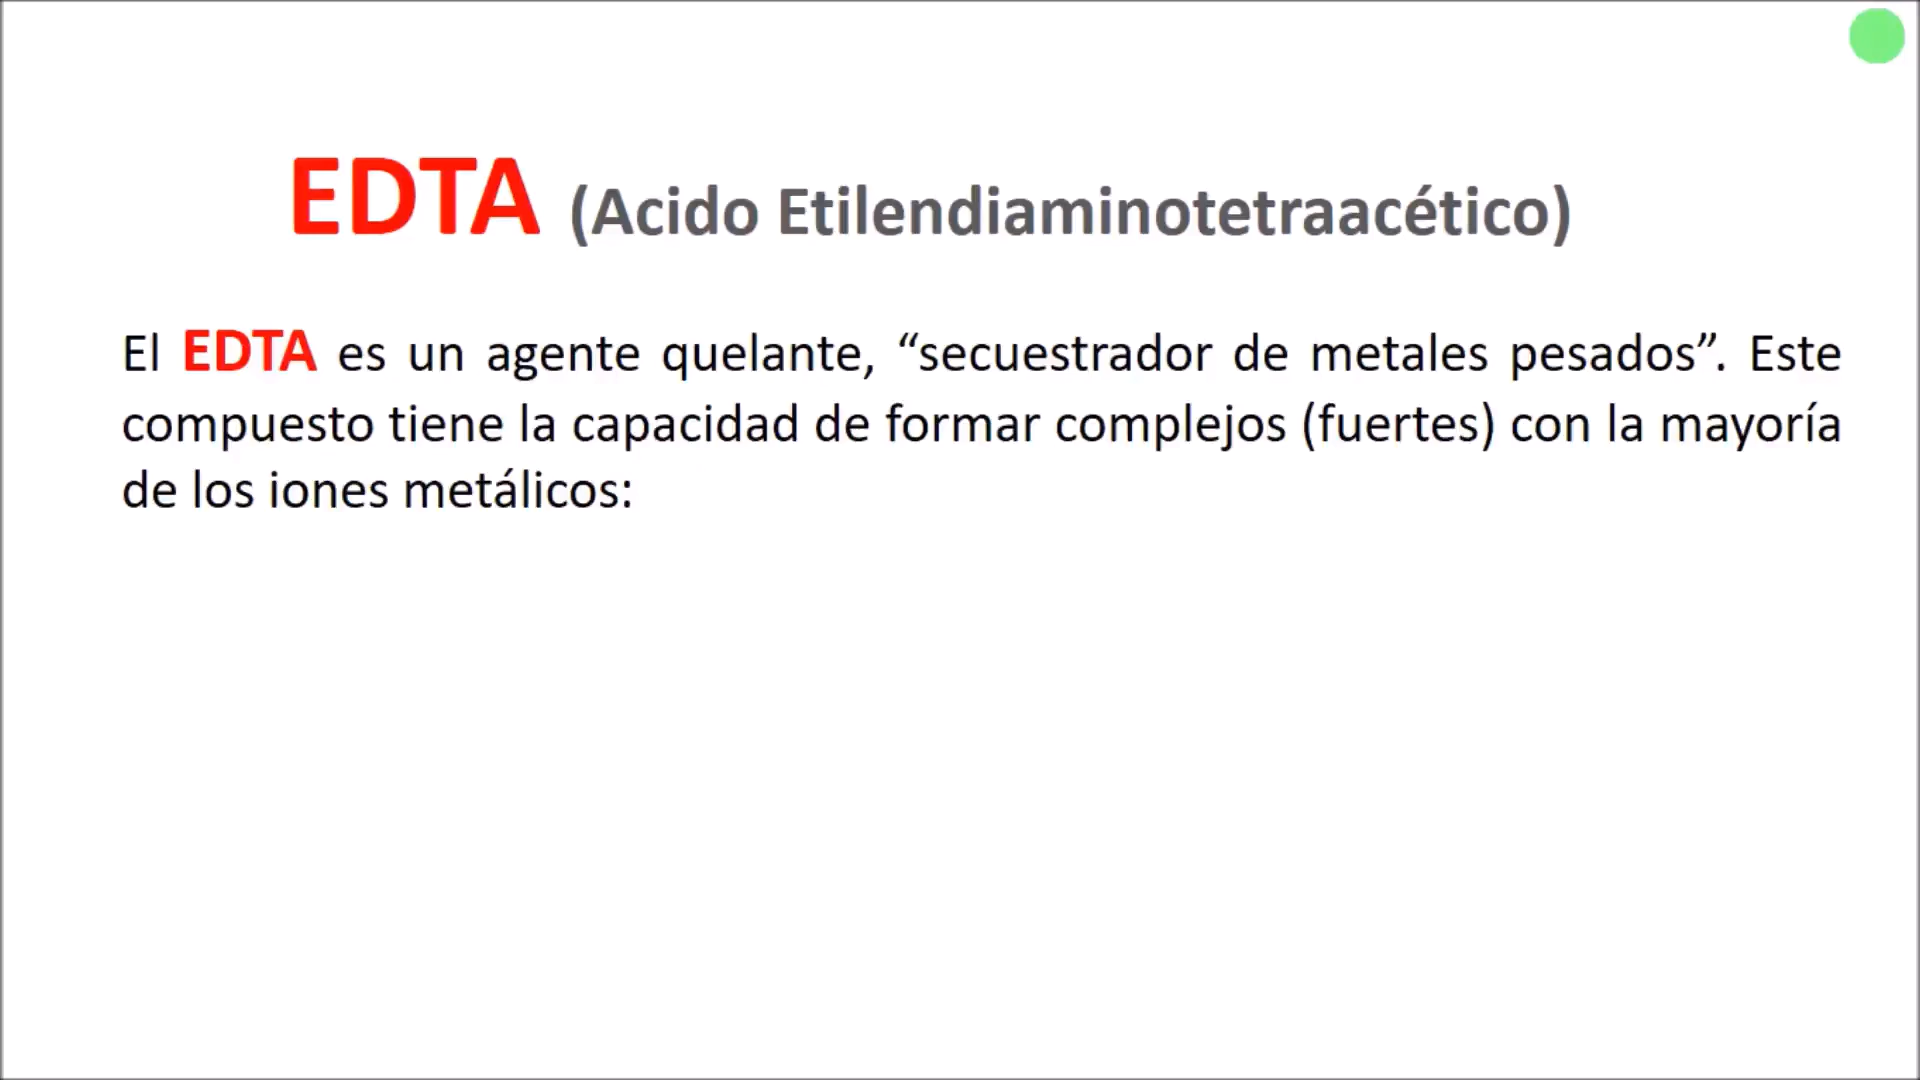 EDTA (Acido Etilendiaminotetraacético)
El EDTA es un agente quelante, “secuestrador de metales pesados”. Este
compuesto tiene la capacidad de formar complejos (fuertes) con la mayoría
de los iones metálicos: